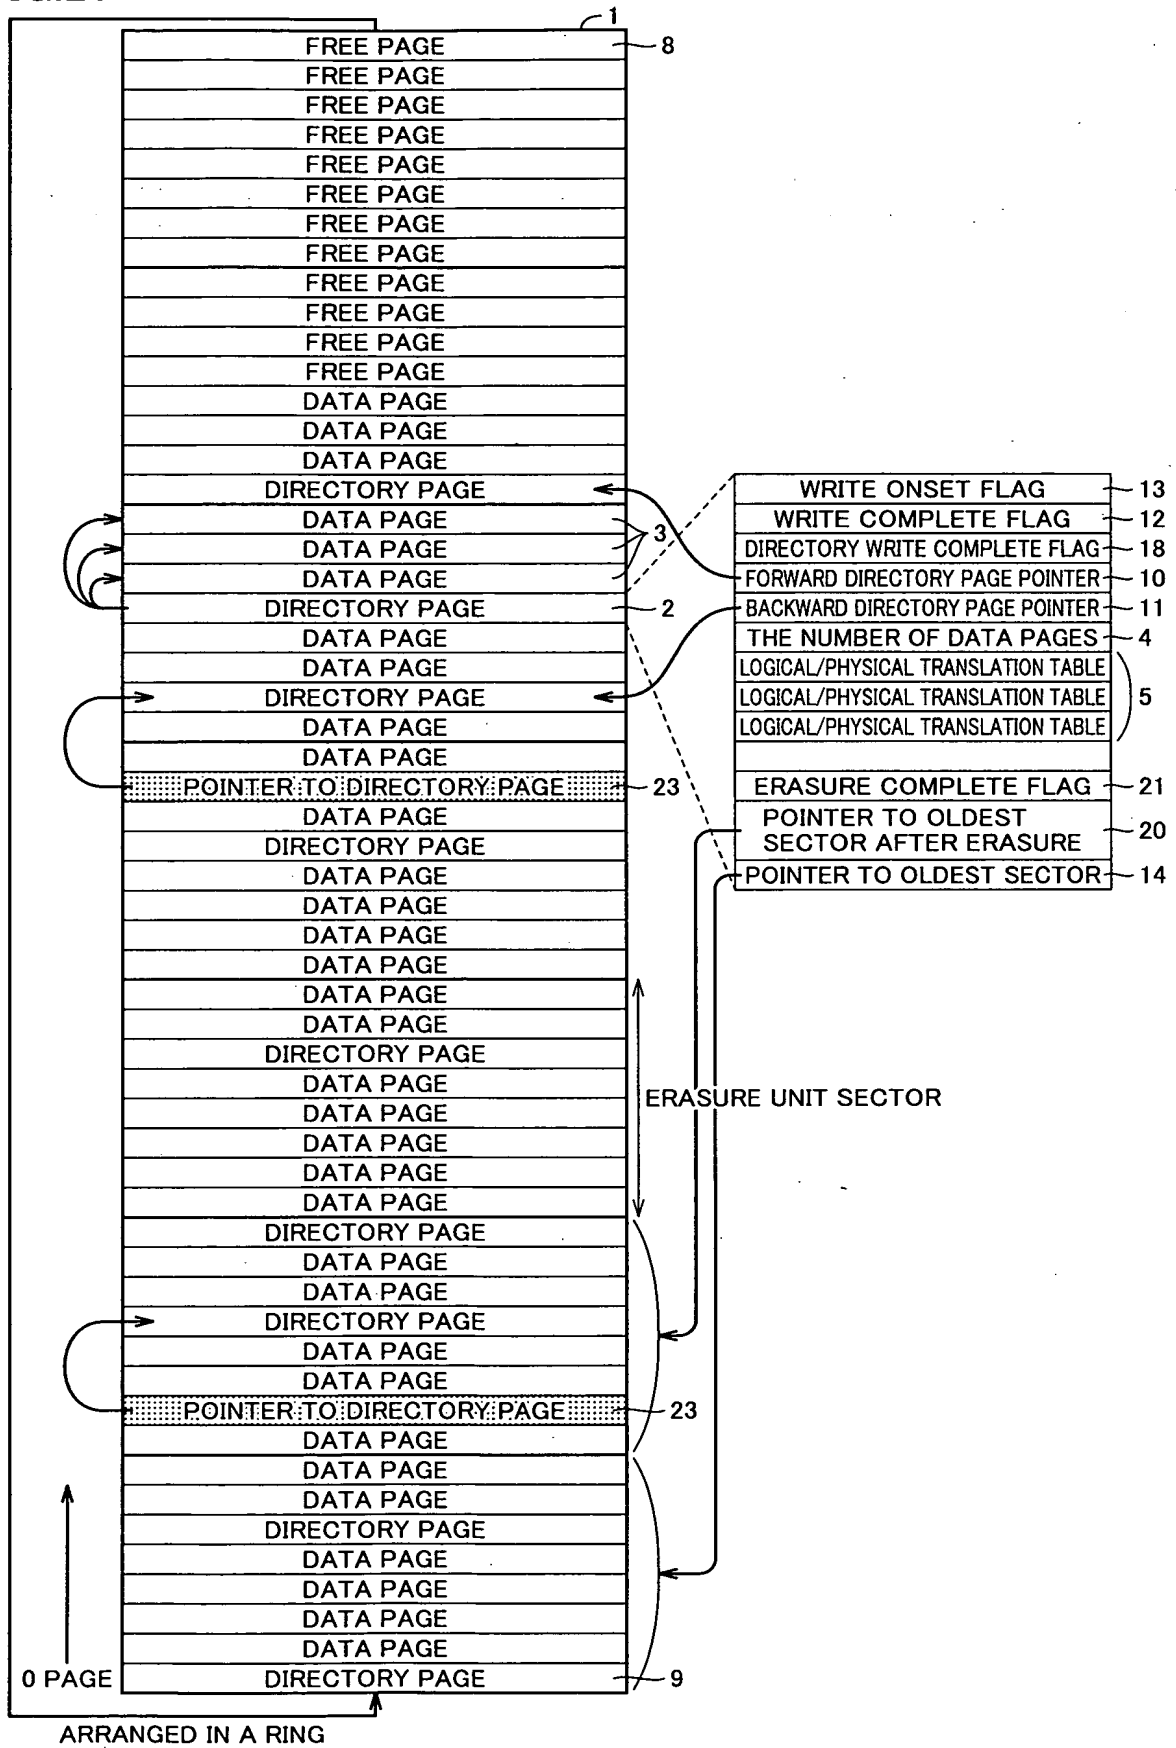 1
FREE PAGE 8
FREE PAGE
FREE PAGE
FREE PAGE
FREE PAGE
FREE PAGE
FREE PAGE
FREE PAGE
FREE PAGE
FREE PAGE
FREE PAGE
FREE PAGE
DATA PAGE
DATA PAGE
DATA PAGE
DIRECTORY PAGE
DATA PAGE
DATA PAGE
3
DATA PAGE
DIRECTORY PAGE 2
DATA PAGE
DATA PAGE
DIRECTORY PAGE
DATA PAGE
DATA PAGE
POINTER TO DIRECTORY PAGE 23
DATA PAGE
DIRECTORY PAGE
DATA PAGE
DATA PAGE
DATA PAGE
DATA PAGE
DATA PAGE
DATA PAGE
DIRECTORY PAGE
DATA PAGE
DATA PAGE
DATA PAGE
DATA PAGE
DATA PAGE
DIRECTORY PAGE
DATA PAGE
DATA PAGE
DIRECTORY PAGE
DATA PAGE
DATA PAGE
POINTER TO DIRECTORY PAGE 23
DATA PAGE
DATA PAGE
DATA PAGE
DIRECTORY PAGE
DATA PAGE
DATA PAGE
DATA PAGE
DATA PAGE
0 PAGE
DIRECTORY PAGE 9
ARRANGED IN A RING
WRITE ONSET FLAG 13
WRITE COMPLETE FLAG 12
DIRECTORY WRITE COMPLETE FLAG 18
FORWARD DIRECTORY PAGE POINTER 10
BACKWARD DIRECTORY PAGE POINTER 11
THE NUMBER OF DATA PAGES 4
LOGICAL/PHYSICAL TRANSLATION TABLE
LOGICAL/PHYSICAL TRANSLATION TABLE 5
LOGICAL/PHYSICAL TRANSLATION TABLE
ERASURE COMPLETE FLAG 21
POINTER TO OLDEST
SECTOR AFTER ERASURE 20
POINTER TO OLDEST SECTOR 14
ERASURE UNIT SECTOR